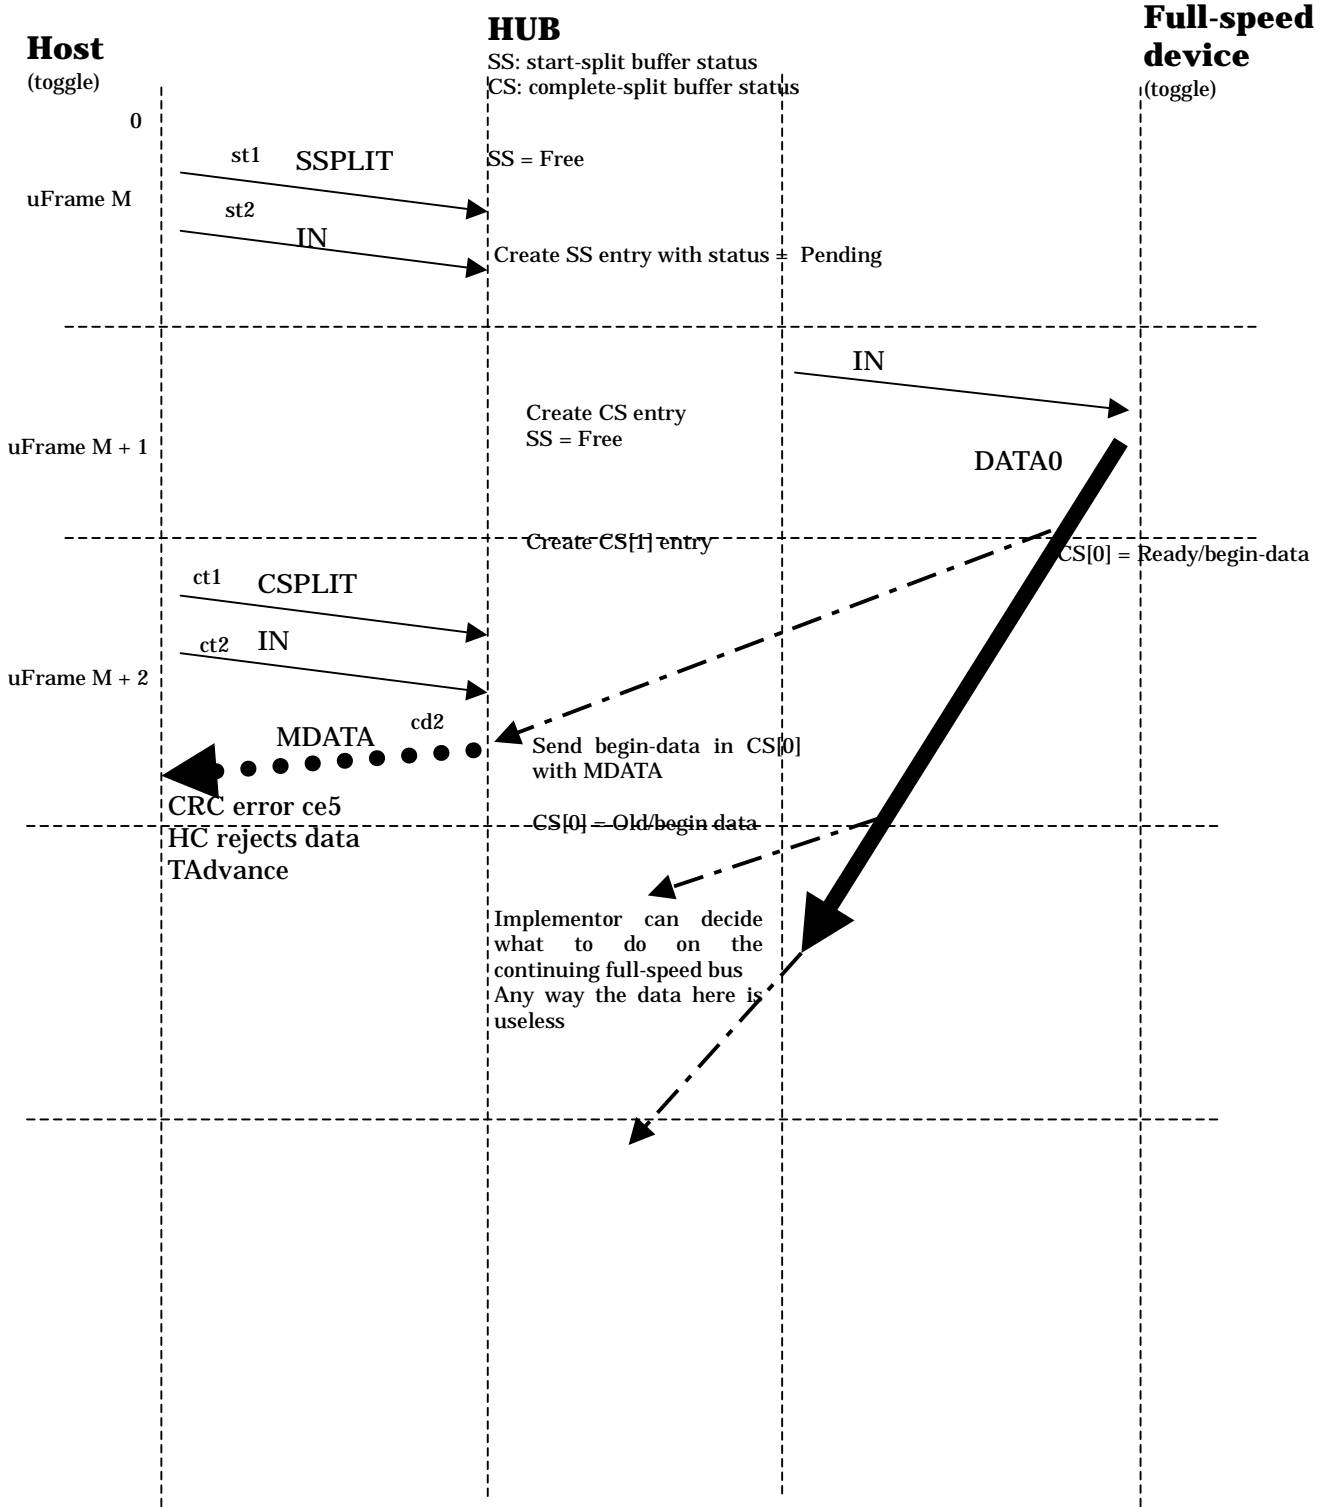 Host
(toggle)
HUB
SS: start-split buffer status
CS: complete-split buffer status
Full-speed
device
(toggle)
0
st1 SSPLIT
SS = Free
uFrame M
st2
IN
Create SS entry with status = Pending
IN
Create CS entry
SS = Free
uFrame M + 1
DATA0
Create CS[1] entry
CS[0] = Ready/begin-data
ct1 CSPLIT
ct2 IN
uFrame M + 2
cd2
MDATA
Send begin-data in CS[0]
with MDATA
CRC error ce5
HC rejects data
TAdvance
CS[0] = Old/begin data
Implementor can decide
what to do on the
continuing full-speed bus
Any way the data here is
useless